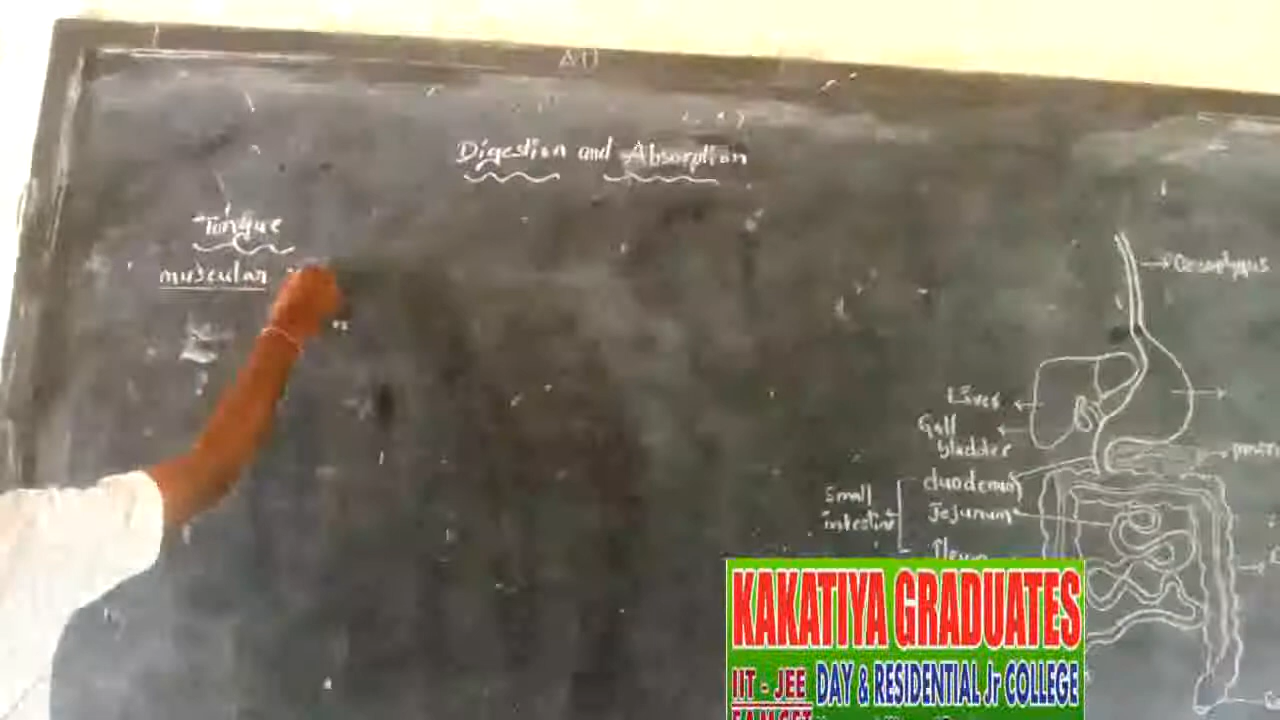 Digestion and Absorption
Tongue
muscular
Liver
Gall
bladder
Small
intestine
duodenum
Jejunum
Ileum
KAKATIYA GRADUATES
IIT - JEE DAY & RESIDENTIAL Jr COLLEGE